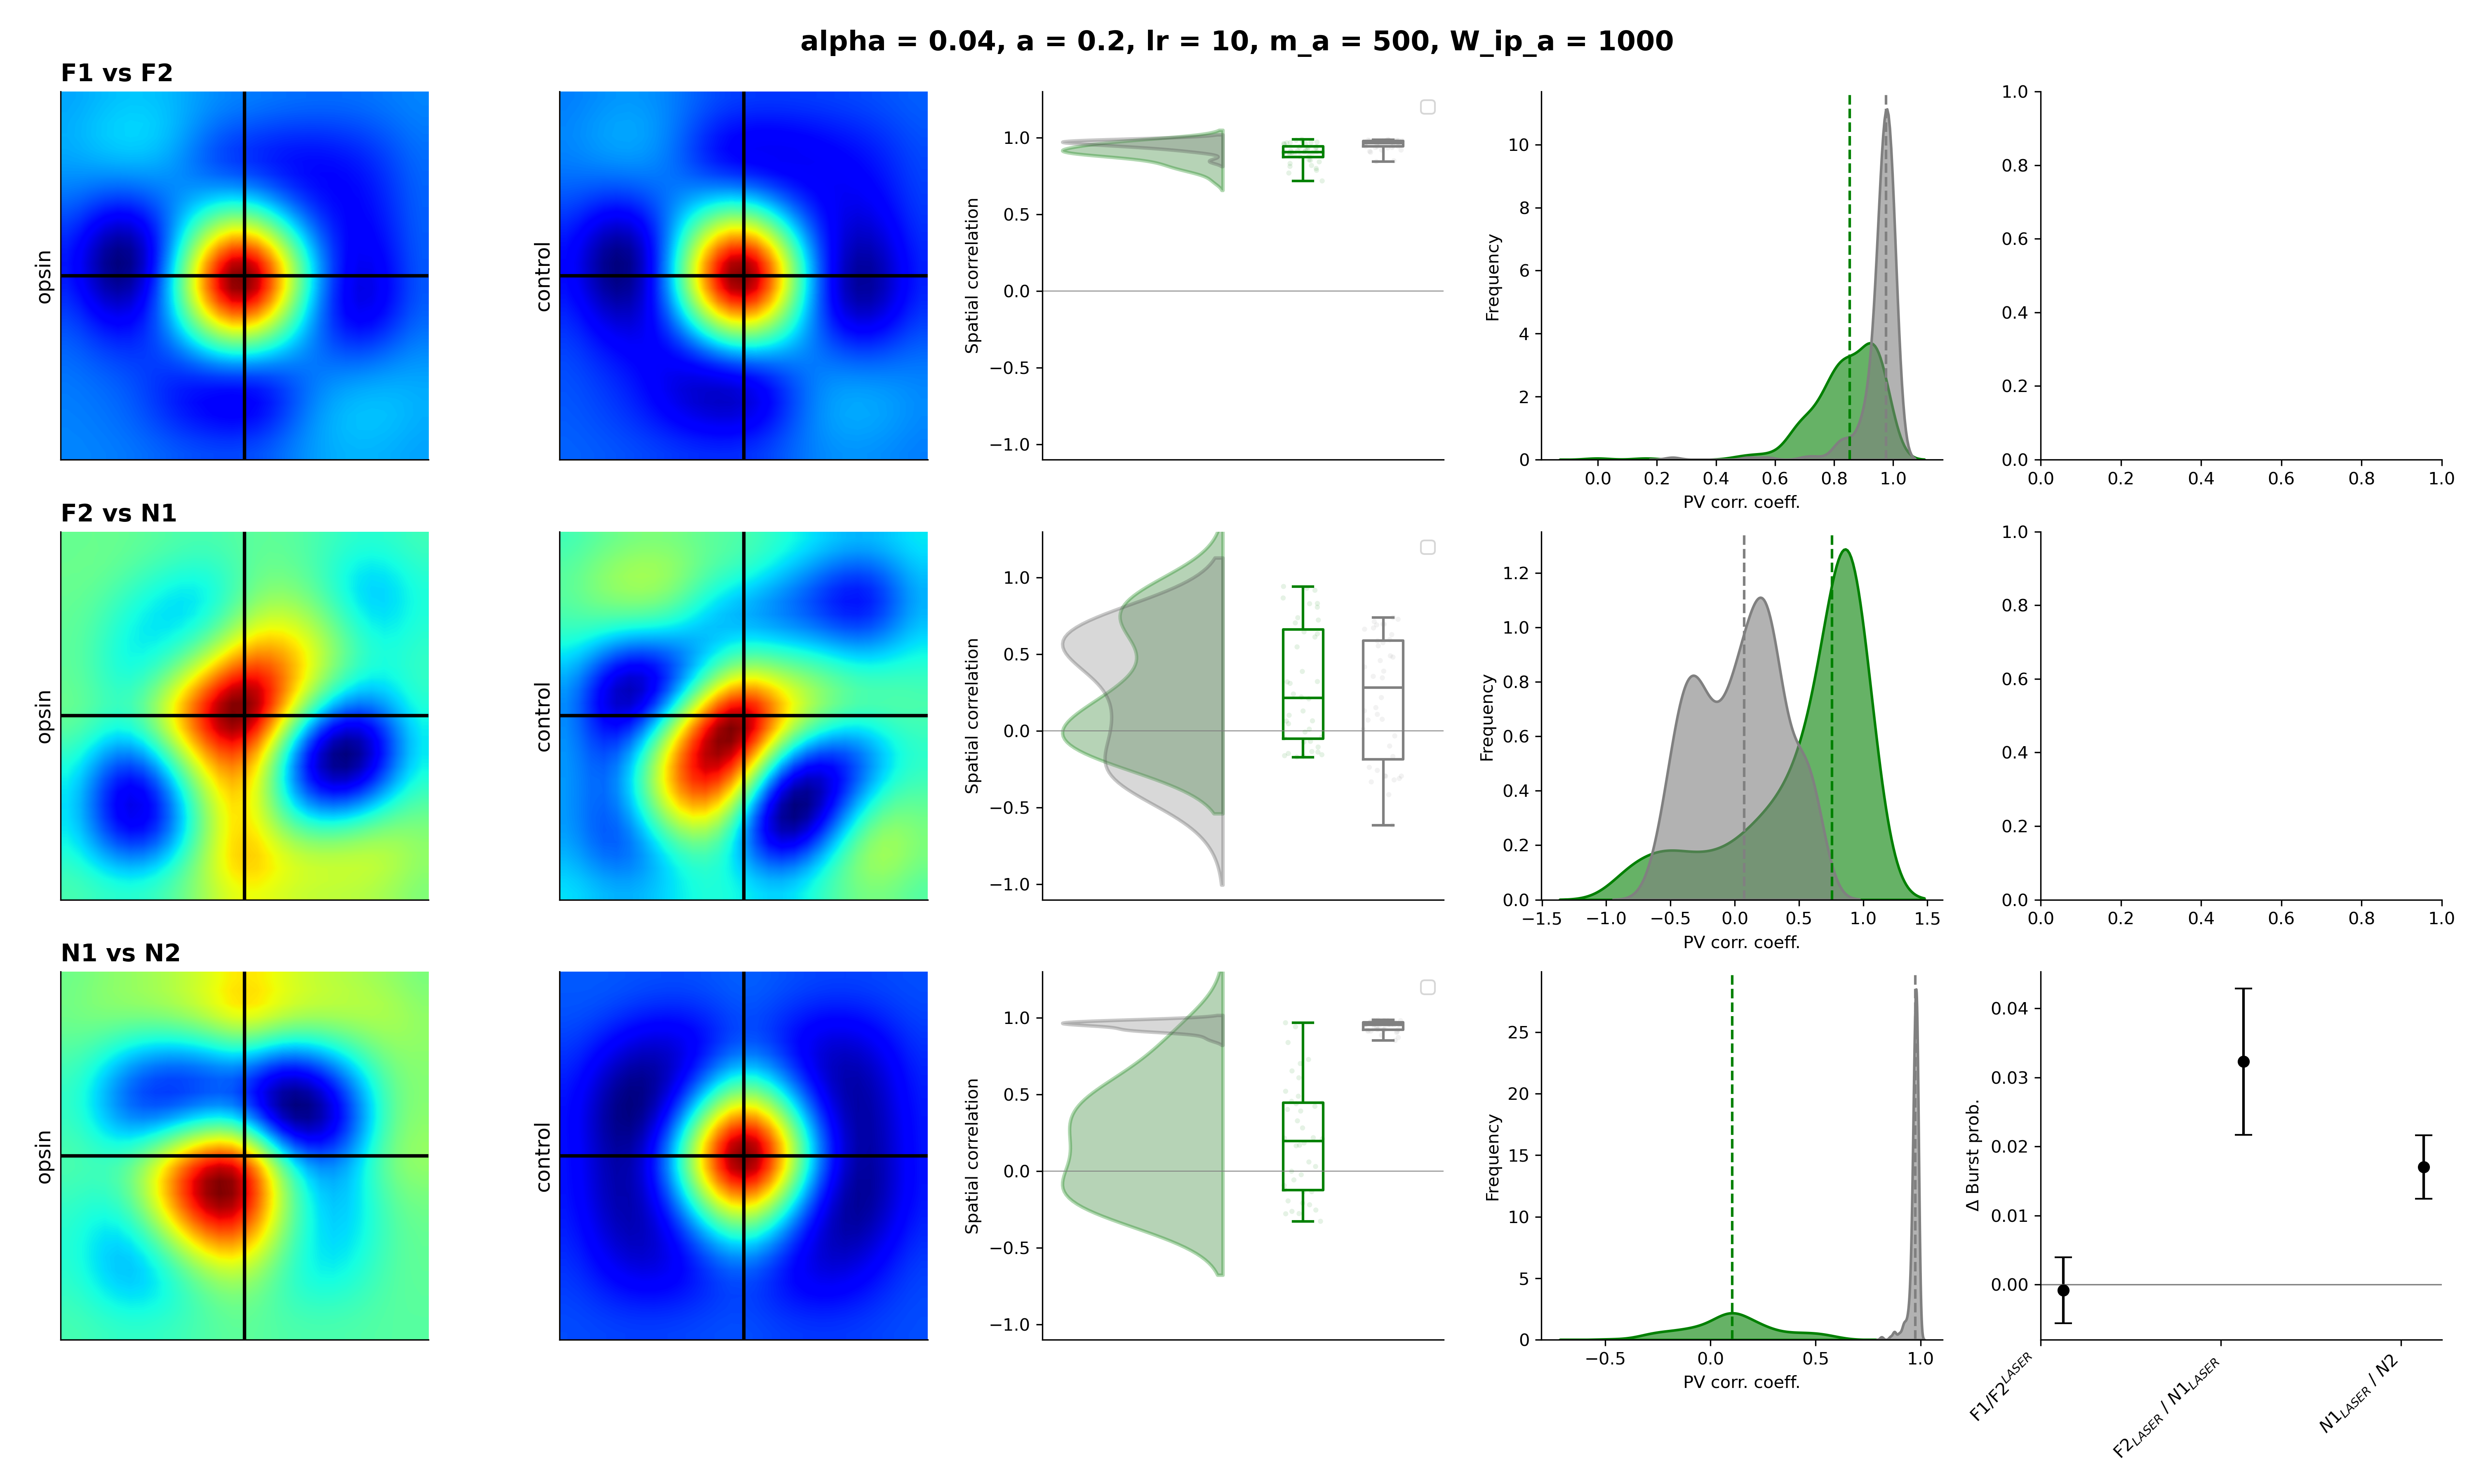 alpha = 0.04, a = 0.2, lr = 10, m_a = 500, W_ip_a = 1000
F1 vs F2
opsin
control
Spatial correlation
1.0
0.5
0.0
−0.5
−1.0
Frequency
10
8
6
4
2
0
0.0 0.2 0.4 0.6 0.8 1.0
PV corr. coeff.
1.0
0.8
0.6
0.4
0.2
0.0
0.0 0.2 0.4 0.6 0.8 1.0
F2 vs N1
opsin
control
Spatial correlation
1.0
0.5
0.0
−0.5
−1.0
Frequency
1.2
1.0
0.8
0.6
0.4
0.2
0.0
−1.5 −1.0 −0.5 0.0 0.5 1.0 1.5
PV corr. coeff.
1.0
0.8
0.6
0.4
0.2
0.0
0.0 0.2 0.4 0.6 0.8 1.0
N1 vs N2
opsin
control
Spatial correlation
1.0
0.5
0.0
−0.5
−1.0
Frequency
25
20
15
10
5
0
−0.5 0.0 0.5 1.0
PV corr. coeff.
Δ Burst prob.
0.04
0.03
0.02
0.01
0.00
F1/F2LASER
F2LASER / N1LASER
N1LASER / N2